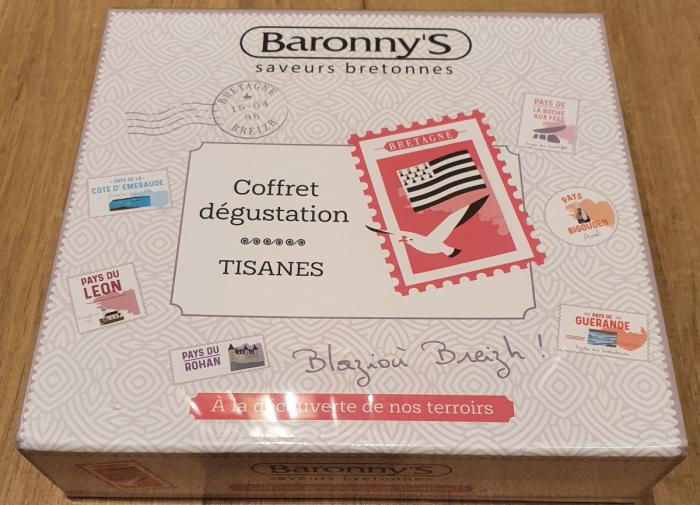 Baronny'S
saveurs bretonnes
BRETAGNE
15-04
96
BREIZH
PAYS DE
LA ROCHE
AUX FEES
BRETAGNE
• PAYS DE LA •
COTE D'EMERAUDE
Coffret
dégustation
TISANES
PAYS
BIGOUDEN
PAYS DU
LEON
PAYS DE
GUERANDE
PAYS DU
ROHAN
Blazioù Breizh !
À la découverte de nos terroirs
Baronny'S
saveurs bretonnes